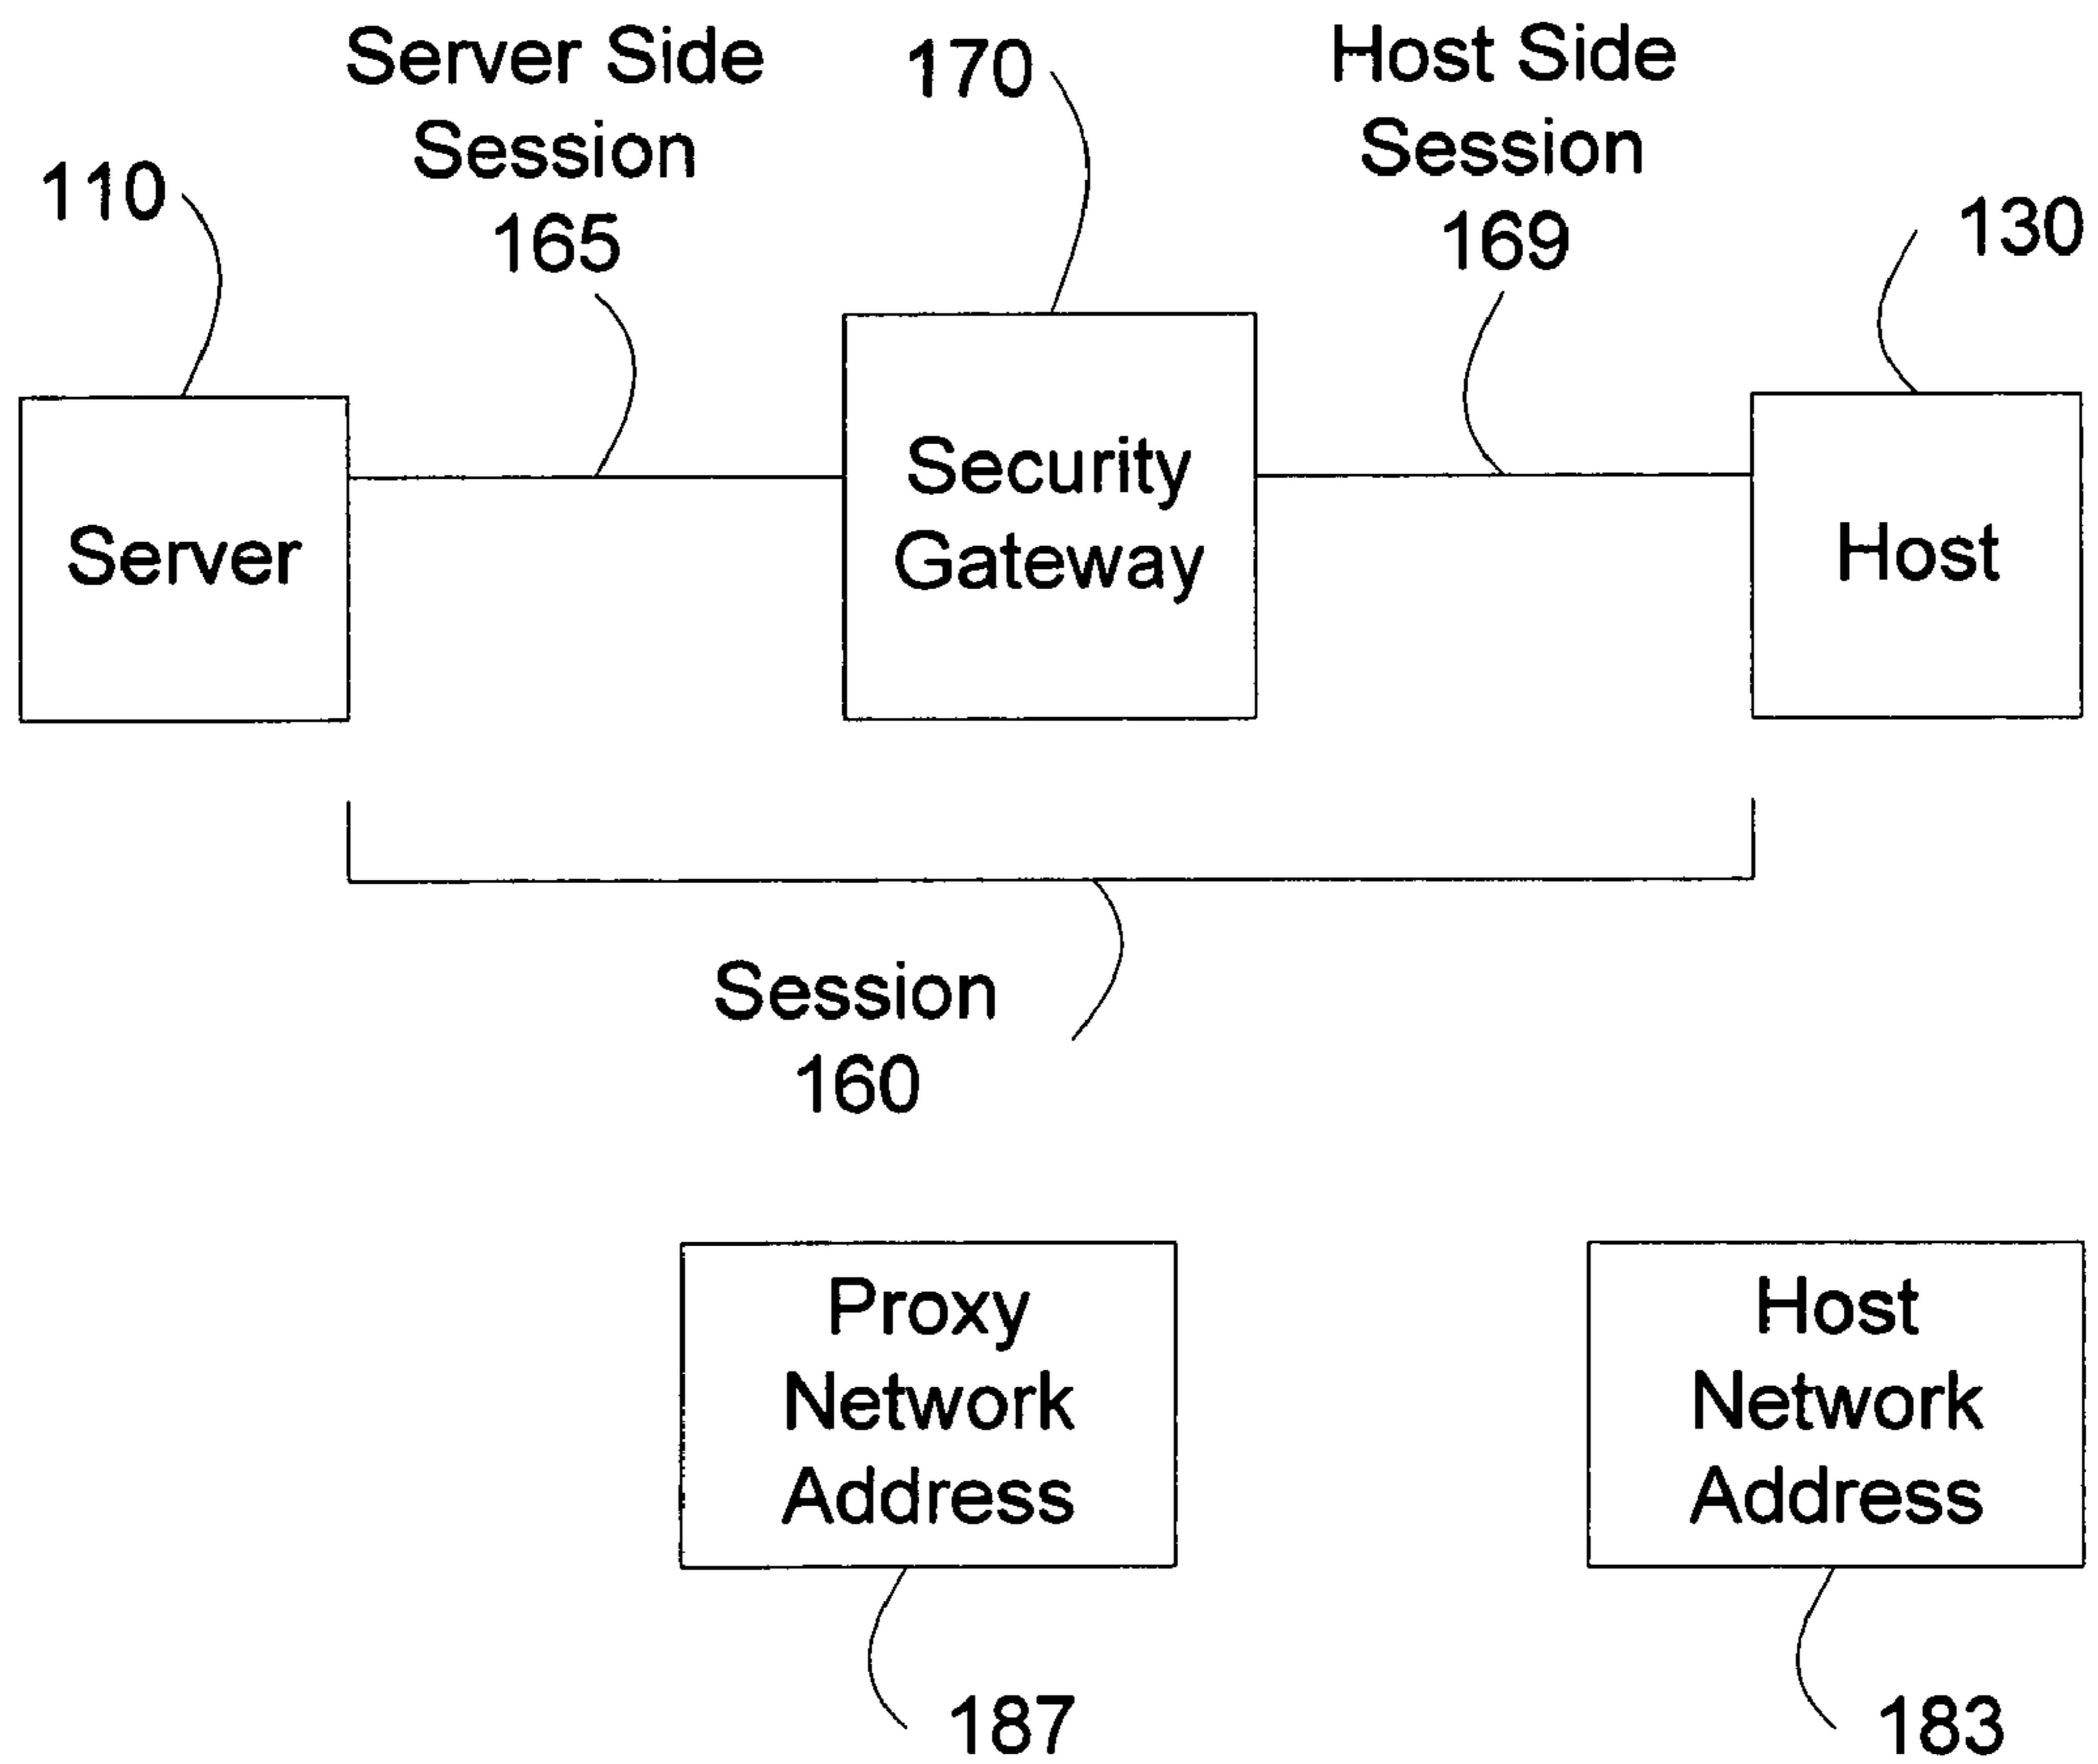 Server Side
Session
165
170
Host Side
Session
169
110
130
Server
Security
Gateway
Host
Session
160
Proxy
Network
Address
187
Host
Network
Address
183